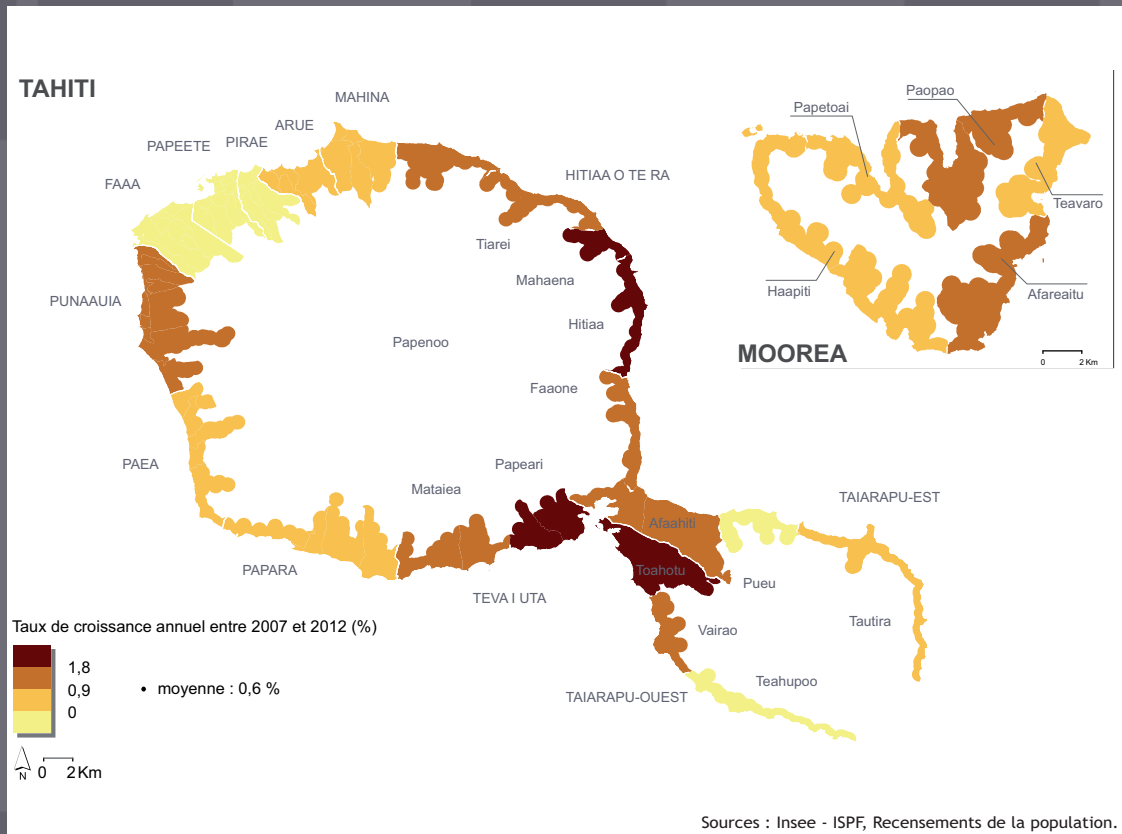 TAHITI
MAHINA
ARUE
PIRAE
PAPEETE
FAAA
HITIAA O TE RA
Tiarei
Mahaena
PUNAAUIA
Hitiaa
Papenoo
Faaone
PAEA
Papeari
Mataiea
TAIARAPU-EST
Afaahiti
PAPARA
Toahotu
Pueu
TEVA I UTA
Vairao
Tautira
Teahupoo
TAIARAPU-OUEST
Paopao
Papetoai
Teavaro
Haapiti
Afareaitu
MOOREA
0 2 Km
Taux de croissance annuel entre 2007 et 2012 (%)
1,8
0,9
0
• moyenne : 0,6 %
N
0 2 Km
Sources : Insee - ISPF, Recensements de la population.